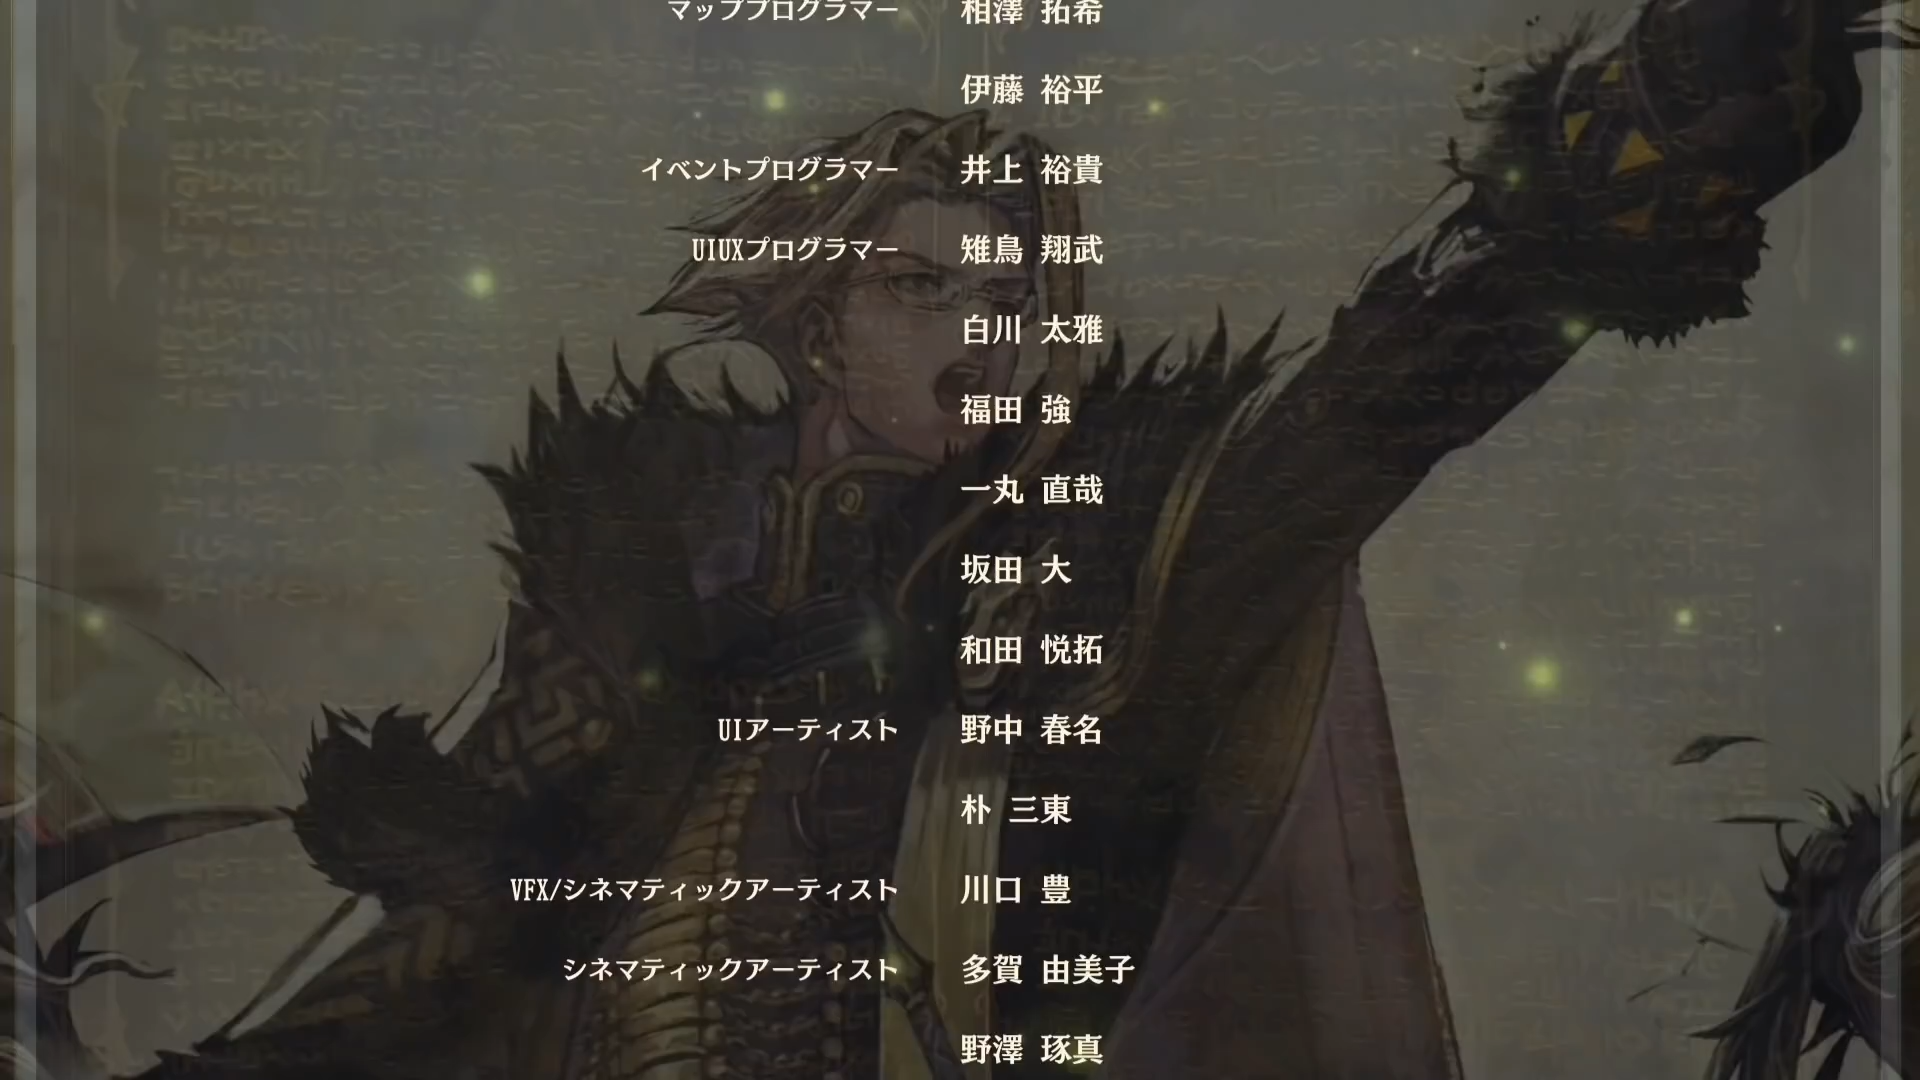 マッププログラマー 相澤 拓希
伊藤 裕平
イベントプログラマー 井上 裕貴
UIUXプログラマー 雉鳥 翔武
白川 太雅
福田 強
一丸 直哉
坂田 大
和田 悦拓
UIアーティスト 野中 春名
朴 三東
VFX/シネマティックアーティスト 川口 豊
シネマティックアーティスト 多賀 由美子
野澤 琢真